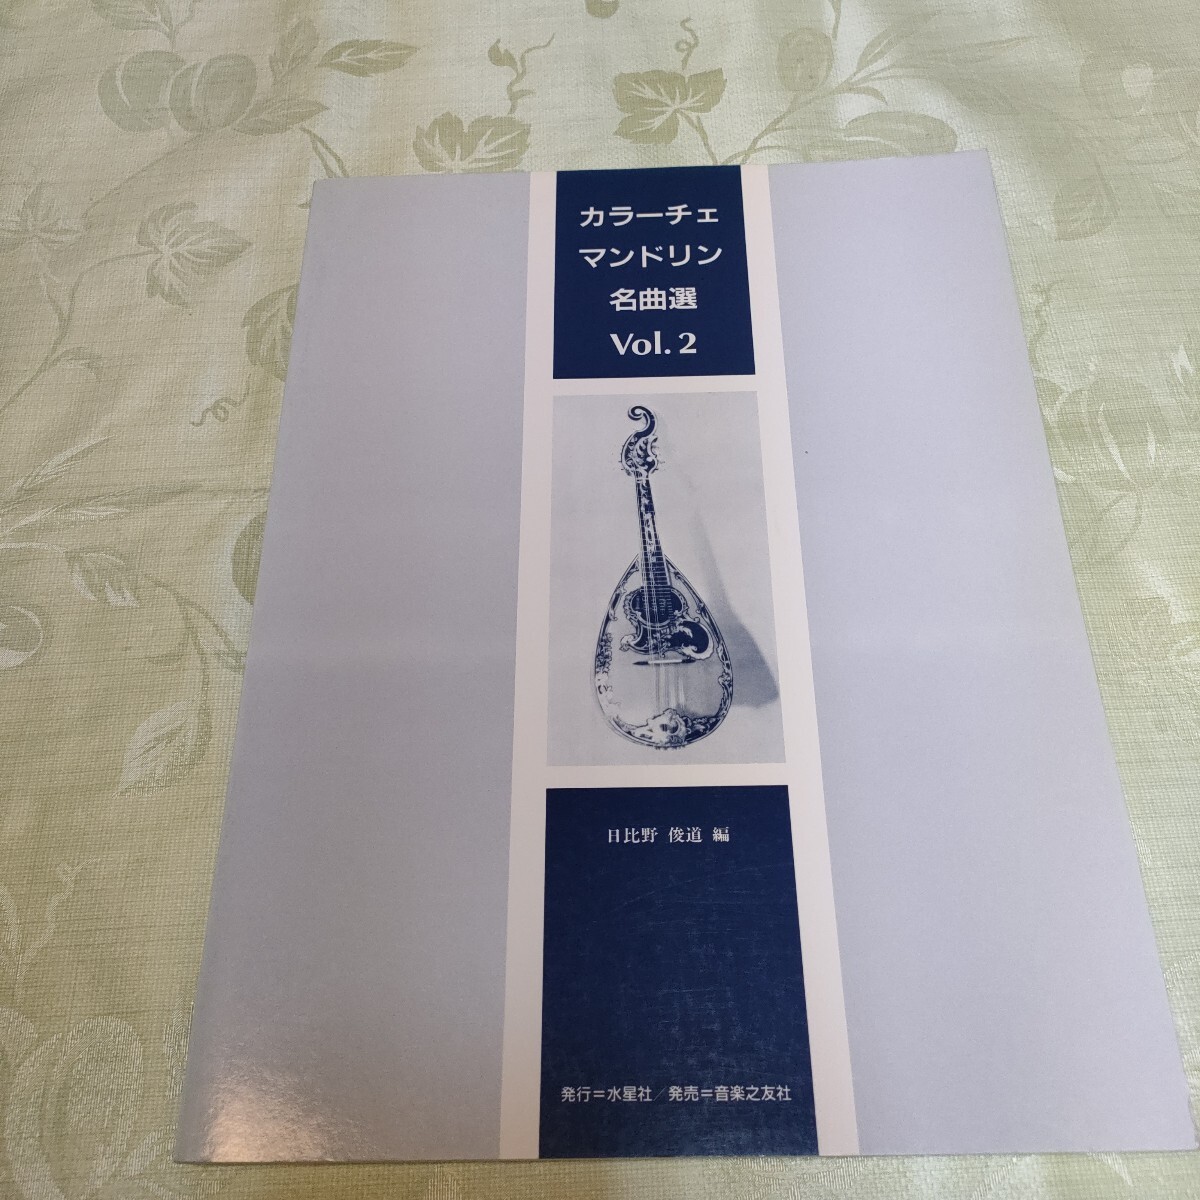 カラーチェ
マンドリン
名曲選
Vol. 2
日比野 俊道 編
発行＝水星社／発売＝音楽之友社